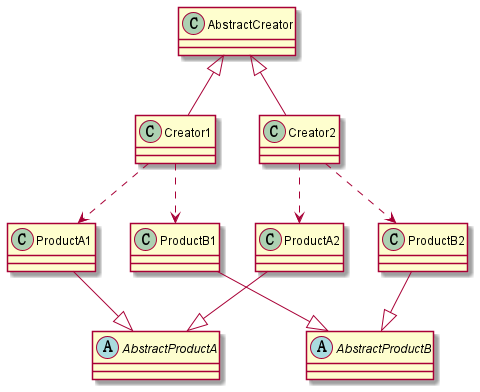 C AbstractCreator
C Creator1
C Creator2
C ProductA1
C ProductB1
C ProductA2
C ProductB2
A AbstractProductA
A AbstractProductB